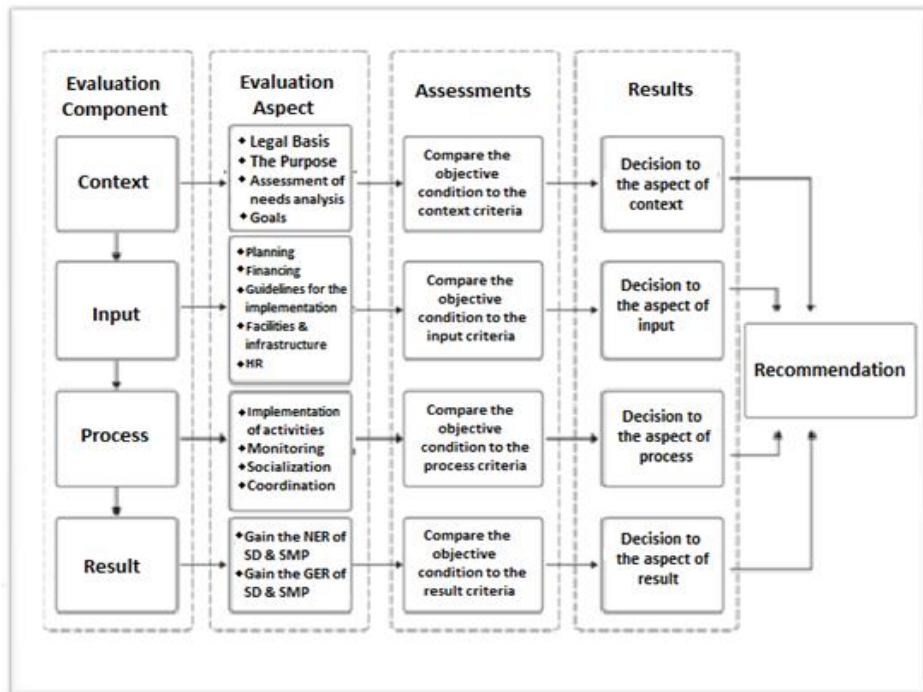 Evaluation
Component
Evaluation
Aspect
Assessments
Results
Context
◆ Legal Basis
◆ The Purpose
◆ Assessment of
needs analysis
◆ Goals
Compare the
objective
condition to the
context criteria
Decision to
the aspect of
context
Input
◆Planning
◆Financing
◆Guidelines for the
implementation
◆Facilities &
infrastructure
◆HR
Compare the
objective
condition to the
input criteria
Decision to
the aspect of
input
Recommendation
Process
◆Implementation
of activities
◆Monitoring
◆Socialization
◆Coordination
Compare the
objective
condition to the
process criteria
Decision to
the aspect of
process
Result
◆Gain the NER of
SD & SMP
◆Gain the GER of
SD & SMP
Compare the
objective
condition to the
result criteria
Decision to
the aspect of
result